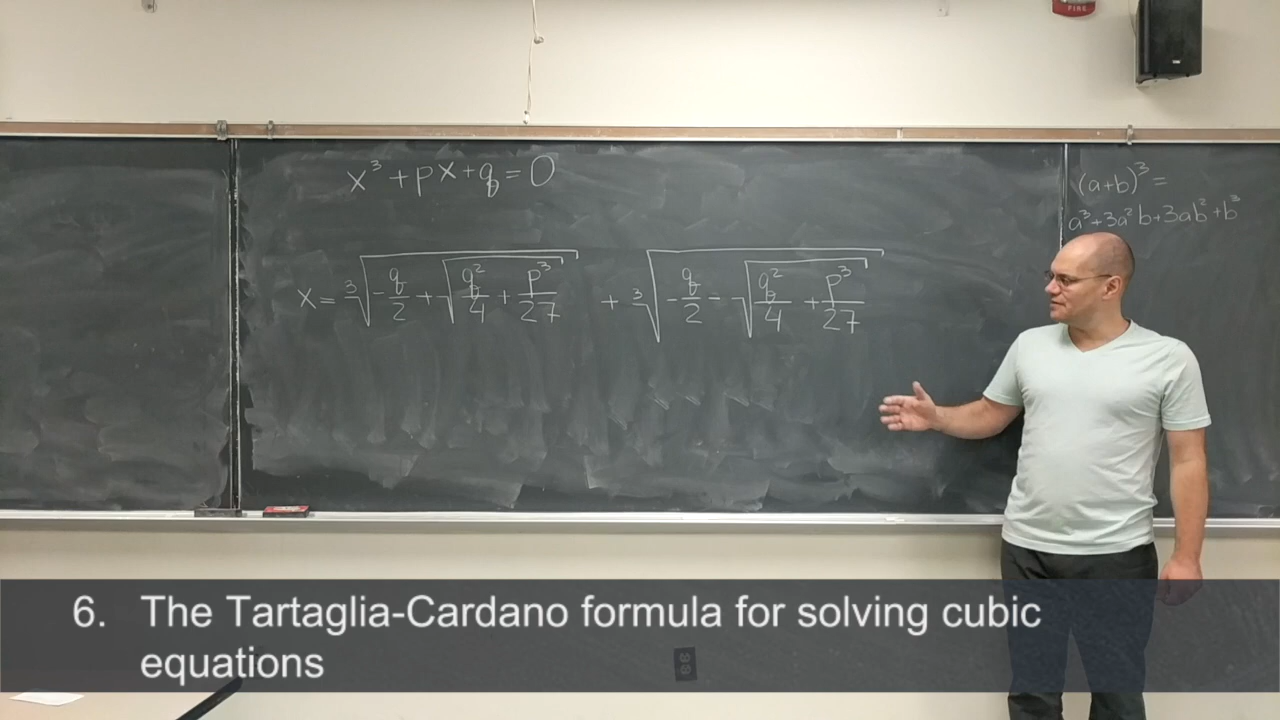 FIRE
x³ + px + q = 0
(a+b)³ =
a³+3a²b+3ab²+b³
x = ∛(-q/2 + √(q²/4 + p³/27)) + ∛(-q/2 - √(q²/4 + p³/27))
6. The Tartaglia-Cardano formula for solving cubic
equations